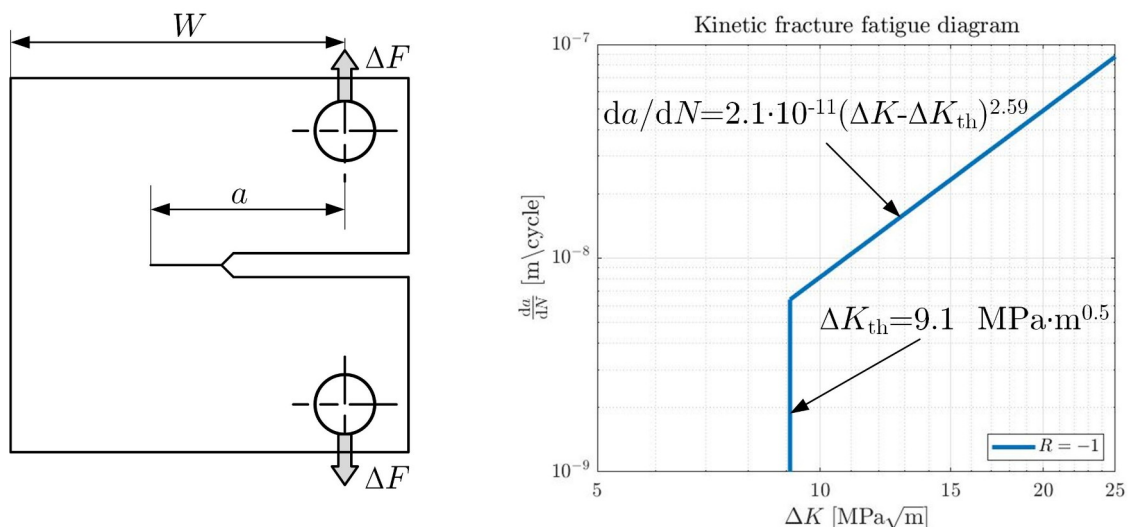 W
ΔF
a
ΔF
Kinetic fracture fatigue diagram
10⁻⁷
da/dN=2.1·10⁻¹¹(ΔK-ΔK_th)²·⁵⁹
10⁻⁸
ΔK_th=9.1 MPa·m⁰·⁵
10⁻⁹
da/dN [m\cycle]
R = −1
5
10
15
20
25
ΔK [MPa√m]